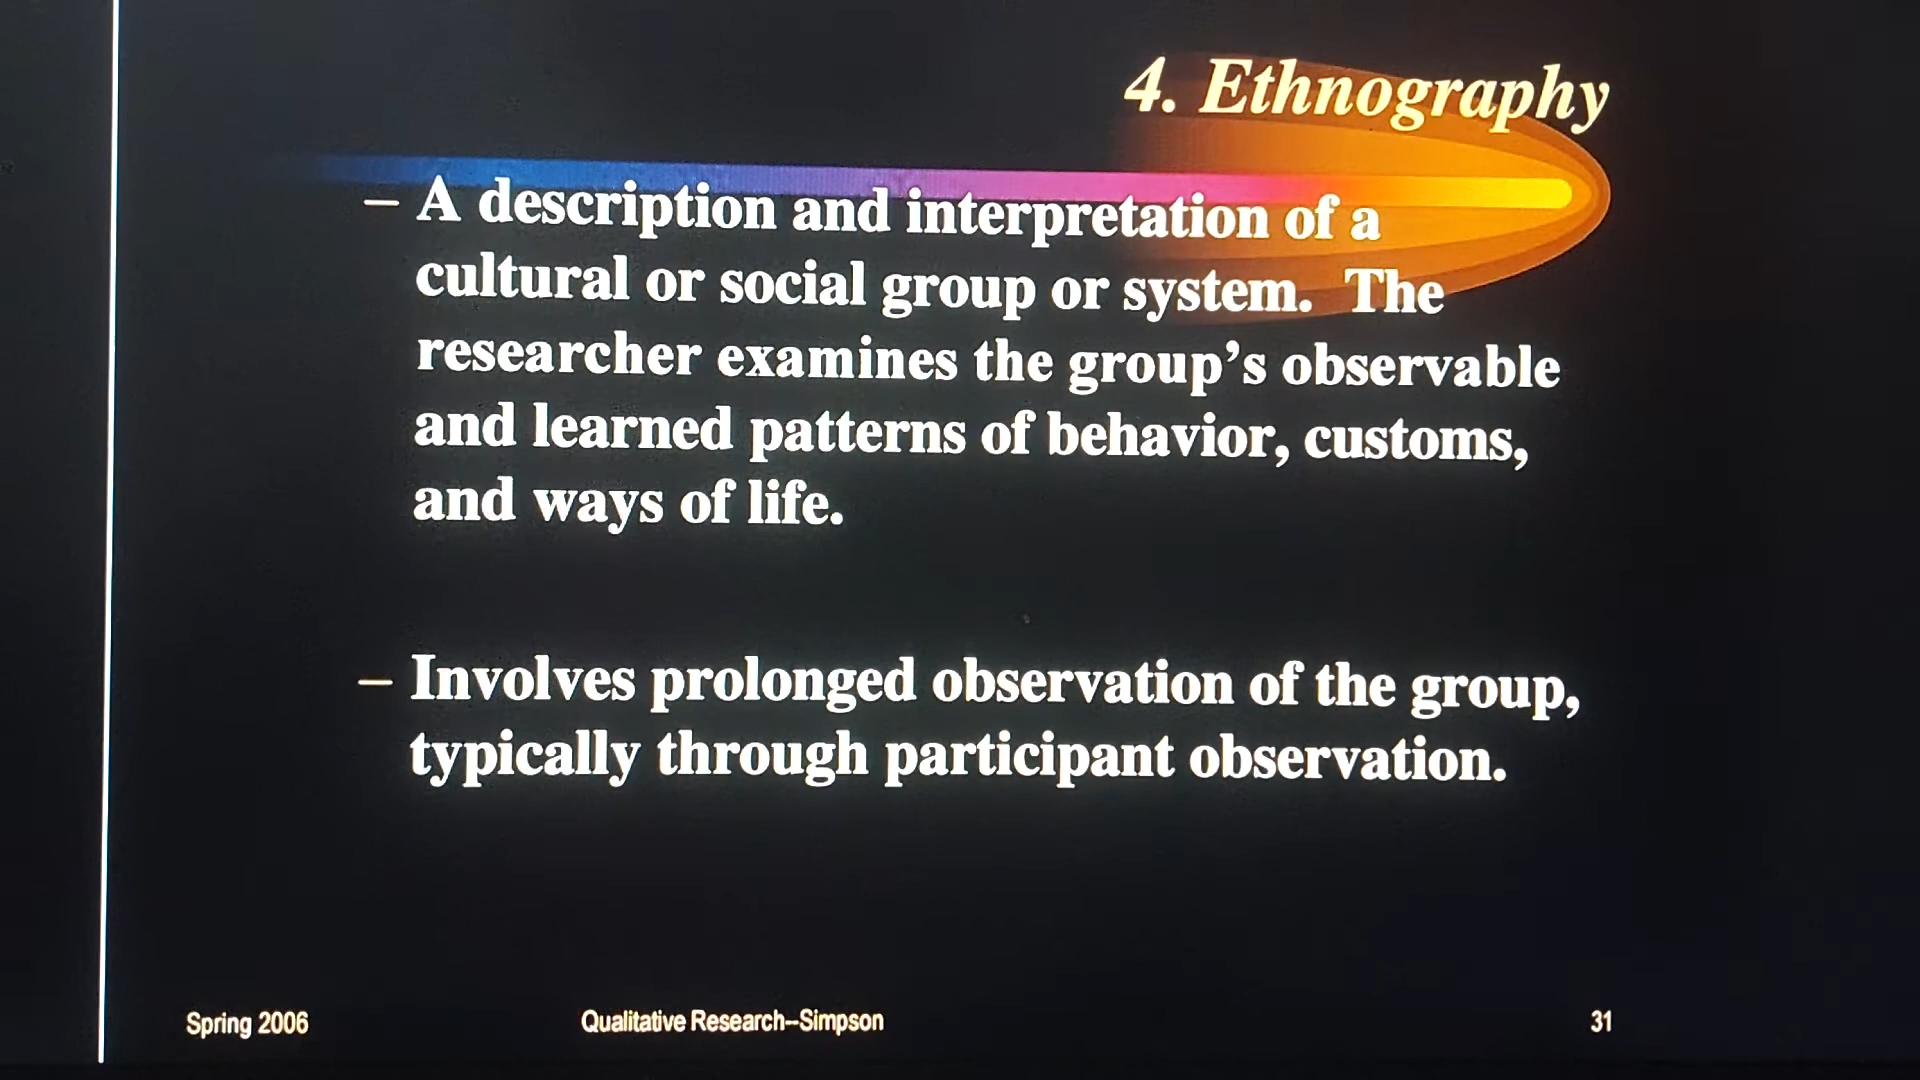 4. Ethnography
– A description and interpretation of a
cultural or social group or system.  The
researcher examines the group’s observable
and learned patterns of behavior, customs,
and ways of life.
– Involves prolonged observation of the group,
typically through participant observation.
Spring 2006
Qualitative Research--Simpson
31